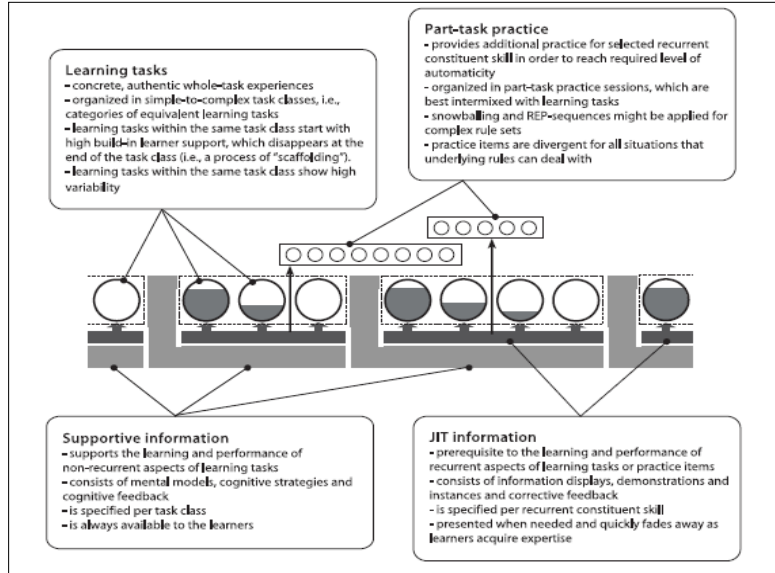 Learning tasks
- concrete, authentic whole-task experiences
- organized in simple-to-complex task classes, i.e.,
categories of equivalent learning tasks
- learning tasks within the same task class start with
high build-in learner support, which disappears at the
end of the task class (i.e., a process of “scaffolding”).
- learning tasks within the same task class show high
variability
Part-task practice
- provides additional practice for selected recurrent
constituent skill in order to reach required level of
automaticity
- organized in part-task practice sessions, which are
best intermixed with learning tasks
- snowballing and REP-sequences might be applied for
complex rule sets
- practice items are divergent for all situations that
underlying rules can deal with
Supportive information
- supports the learning and performance of
non-recurrent aspects of learning tasks
- consists of mental models, cognitive strategies and
cognitive feedback
- is specified per task class
- is always available to the learners
JIT information
- prerequisite to the learning and performance of
recurrent aspects of learning tasks or practice items
- consists of information displays, demonstrations and
instances and corrective feedback
- is specified per recurrent constituent skill
- presented when needed and quickly fades away as
learners acquire expertise